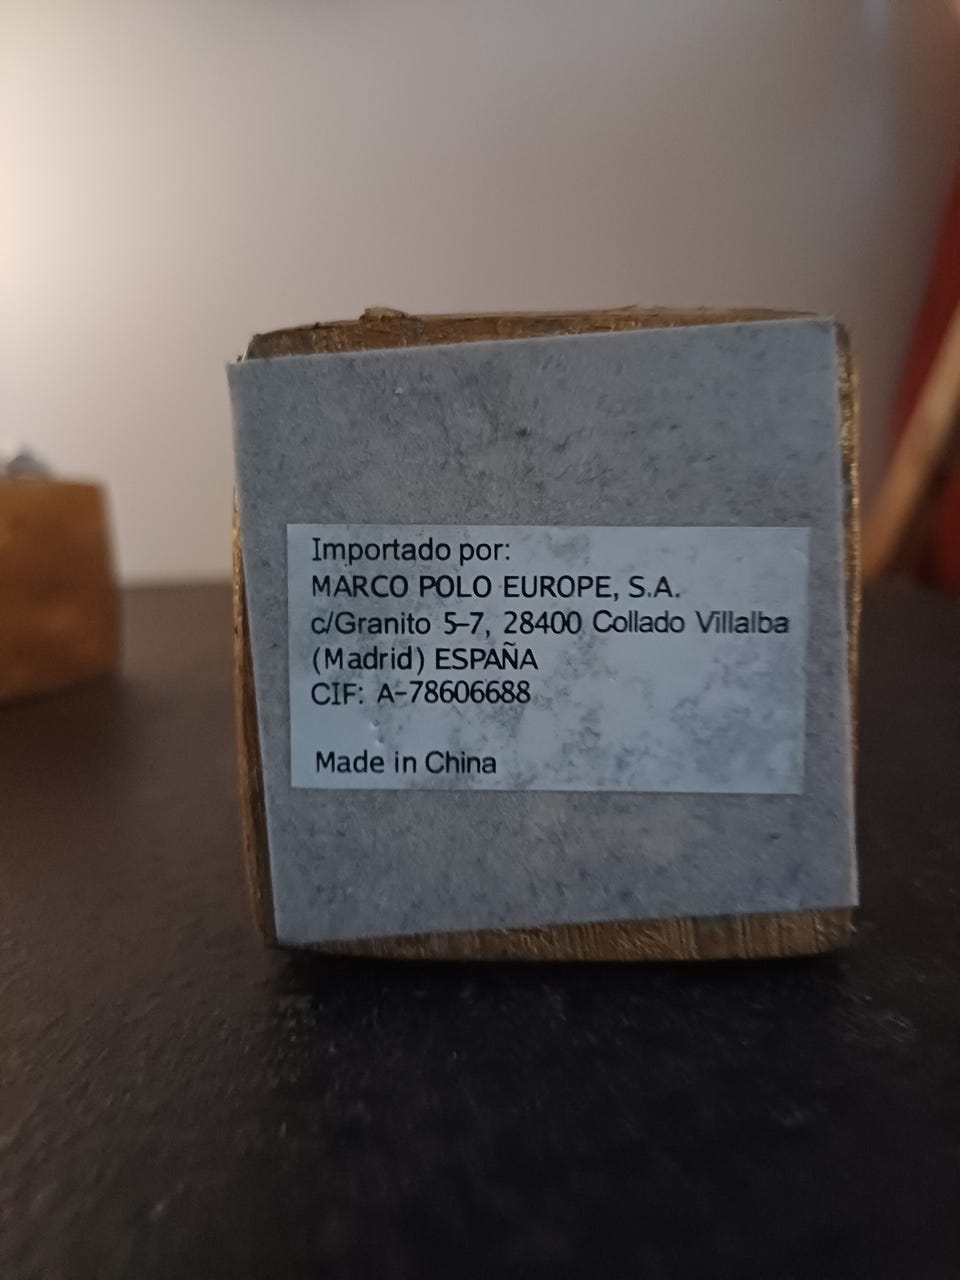 Importado por:
MARCO POLO EUROPE, S.A.
c/Granito 5-7, 28400 Collado Villalba
(Madrid) ESPAÑA
CIF: A-78606688
Made in China